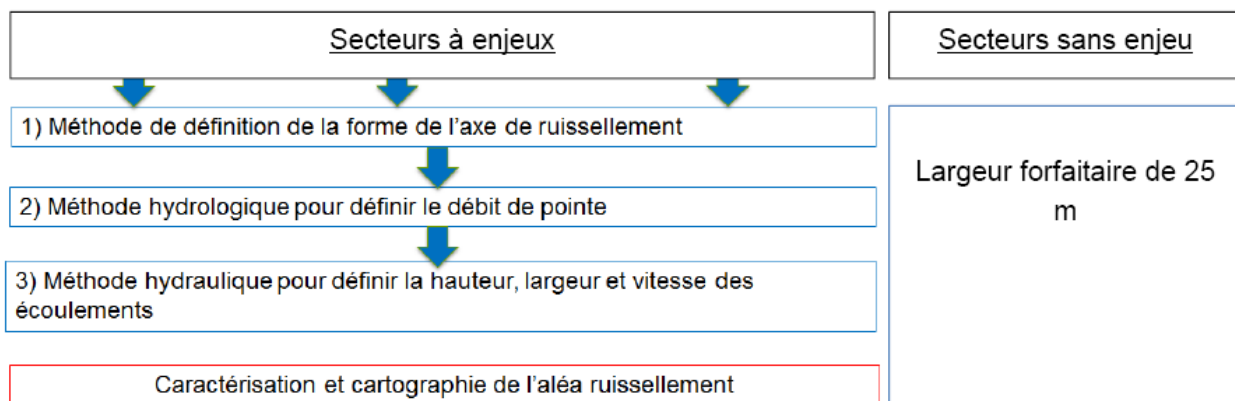 Secteurs à enjeux
1) Méthode de définition de la forme de l'axe de ruissellement
2) Méthode hydrologique pour définir le débit de pointe
3) Méthode hydraulique pour définir la hauteur, largeur et vitesse des
écoulements
Caractérisation et cartographie de l'aléa ruissellement
Secteurs sans enjeu
Largeur forfaitaire de 25
m